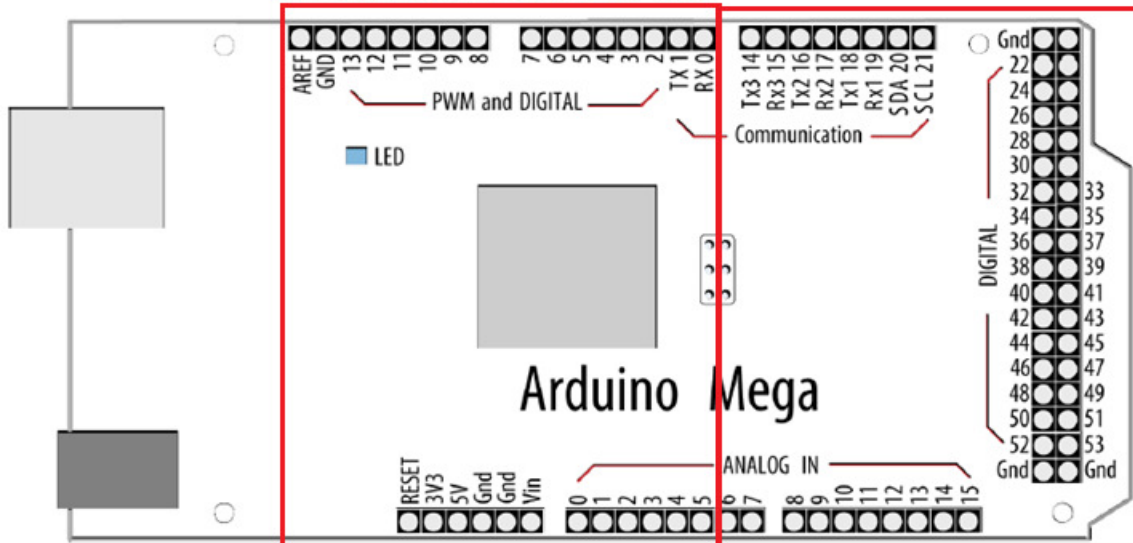 AREF GND 13 12 11 10 9 8 7 6 5 4 3 2 TX 1 RX 0 Tx3 14 Rx3 15 Tx2 16 Rx2 17 Tx1 18 Rx1 19 SDA 20 SCL 21
PWM and DIGITAL
Communication
LED
Gnd
22
24
26
28
30
32 33
34 35
36 37
38 39
40 41
42 43
44 45
46 47
48 49
50 51
52 53
Gnd Gnd
DIGITAL
Arduino Mega
ANALOG IN
RESET 3V3 5V Gnd Gnd Vin 0 1 2 3 4 5 6 7 8 9 10 11 12 13 14 15